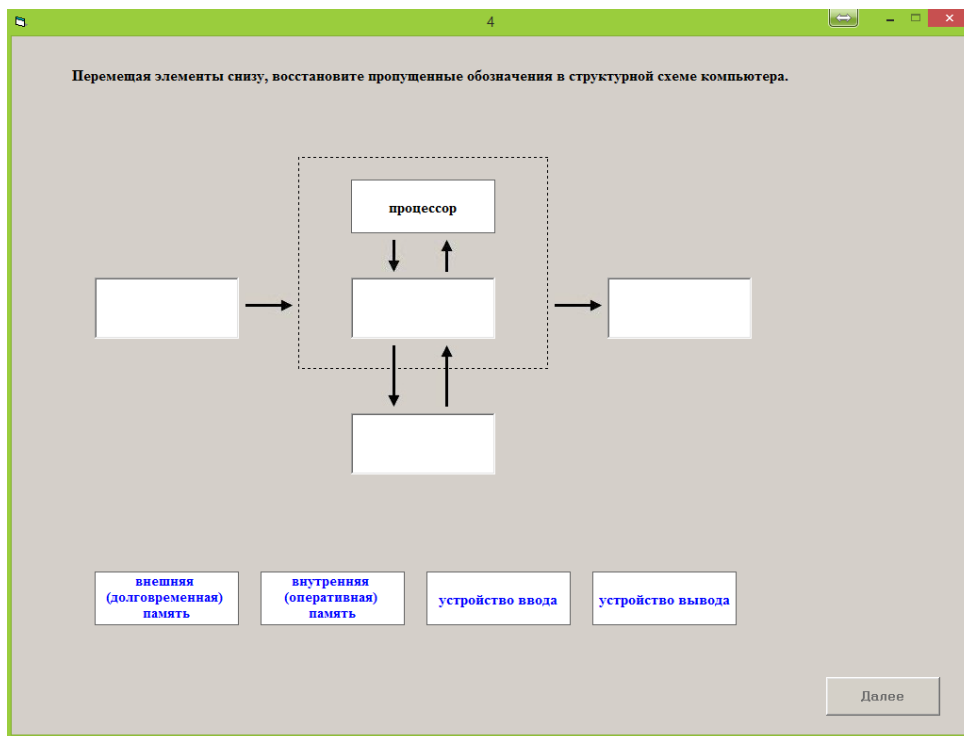 4
Перемещая элементы снизу, восстановите пропущенные обозначения в структурной схеме компьютера.
процессор
внешняя
(долговременная)
память
внутренняя
(оперативная)
память
устройство ввода
устройство вывода
Далее